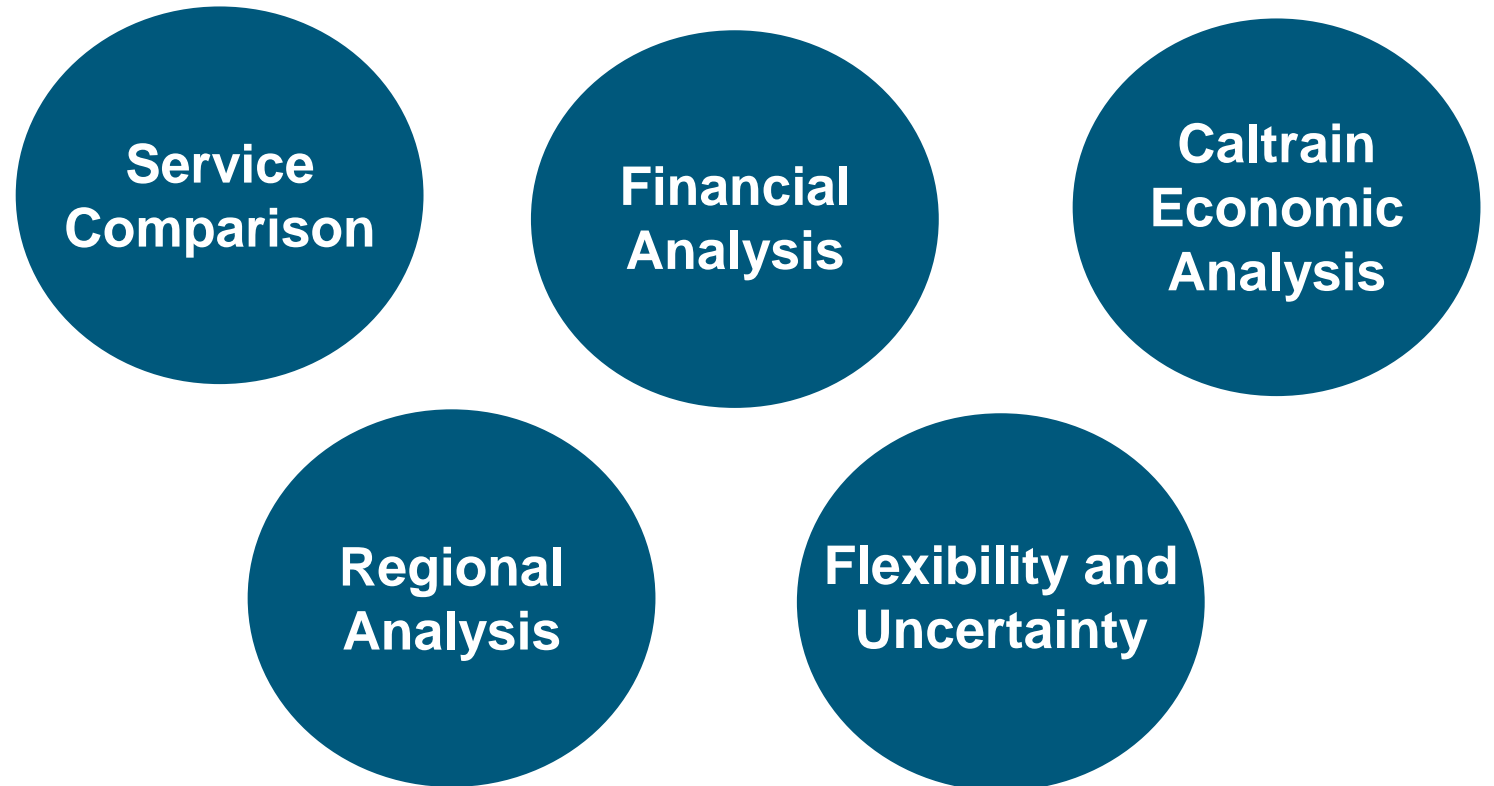 Service
Comparison
Financial
Analysis
Caltrain
Economic
Analysis
Regional
Analysis
Flexibility and
Uncertainty